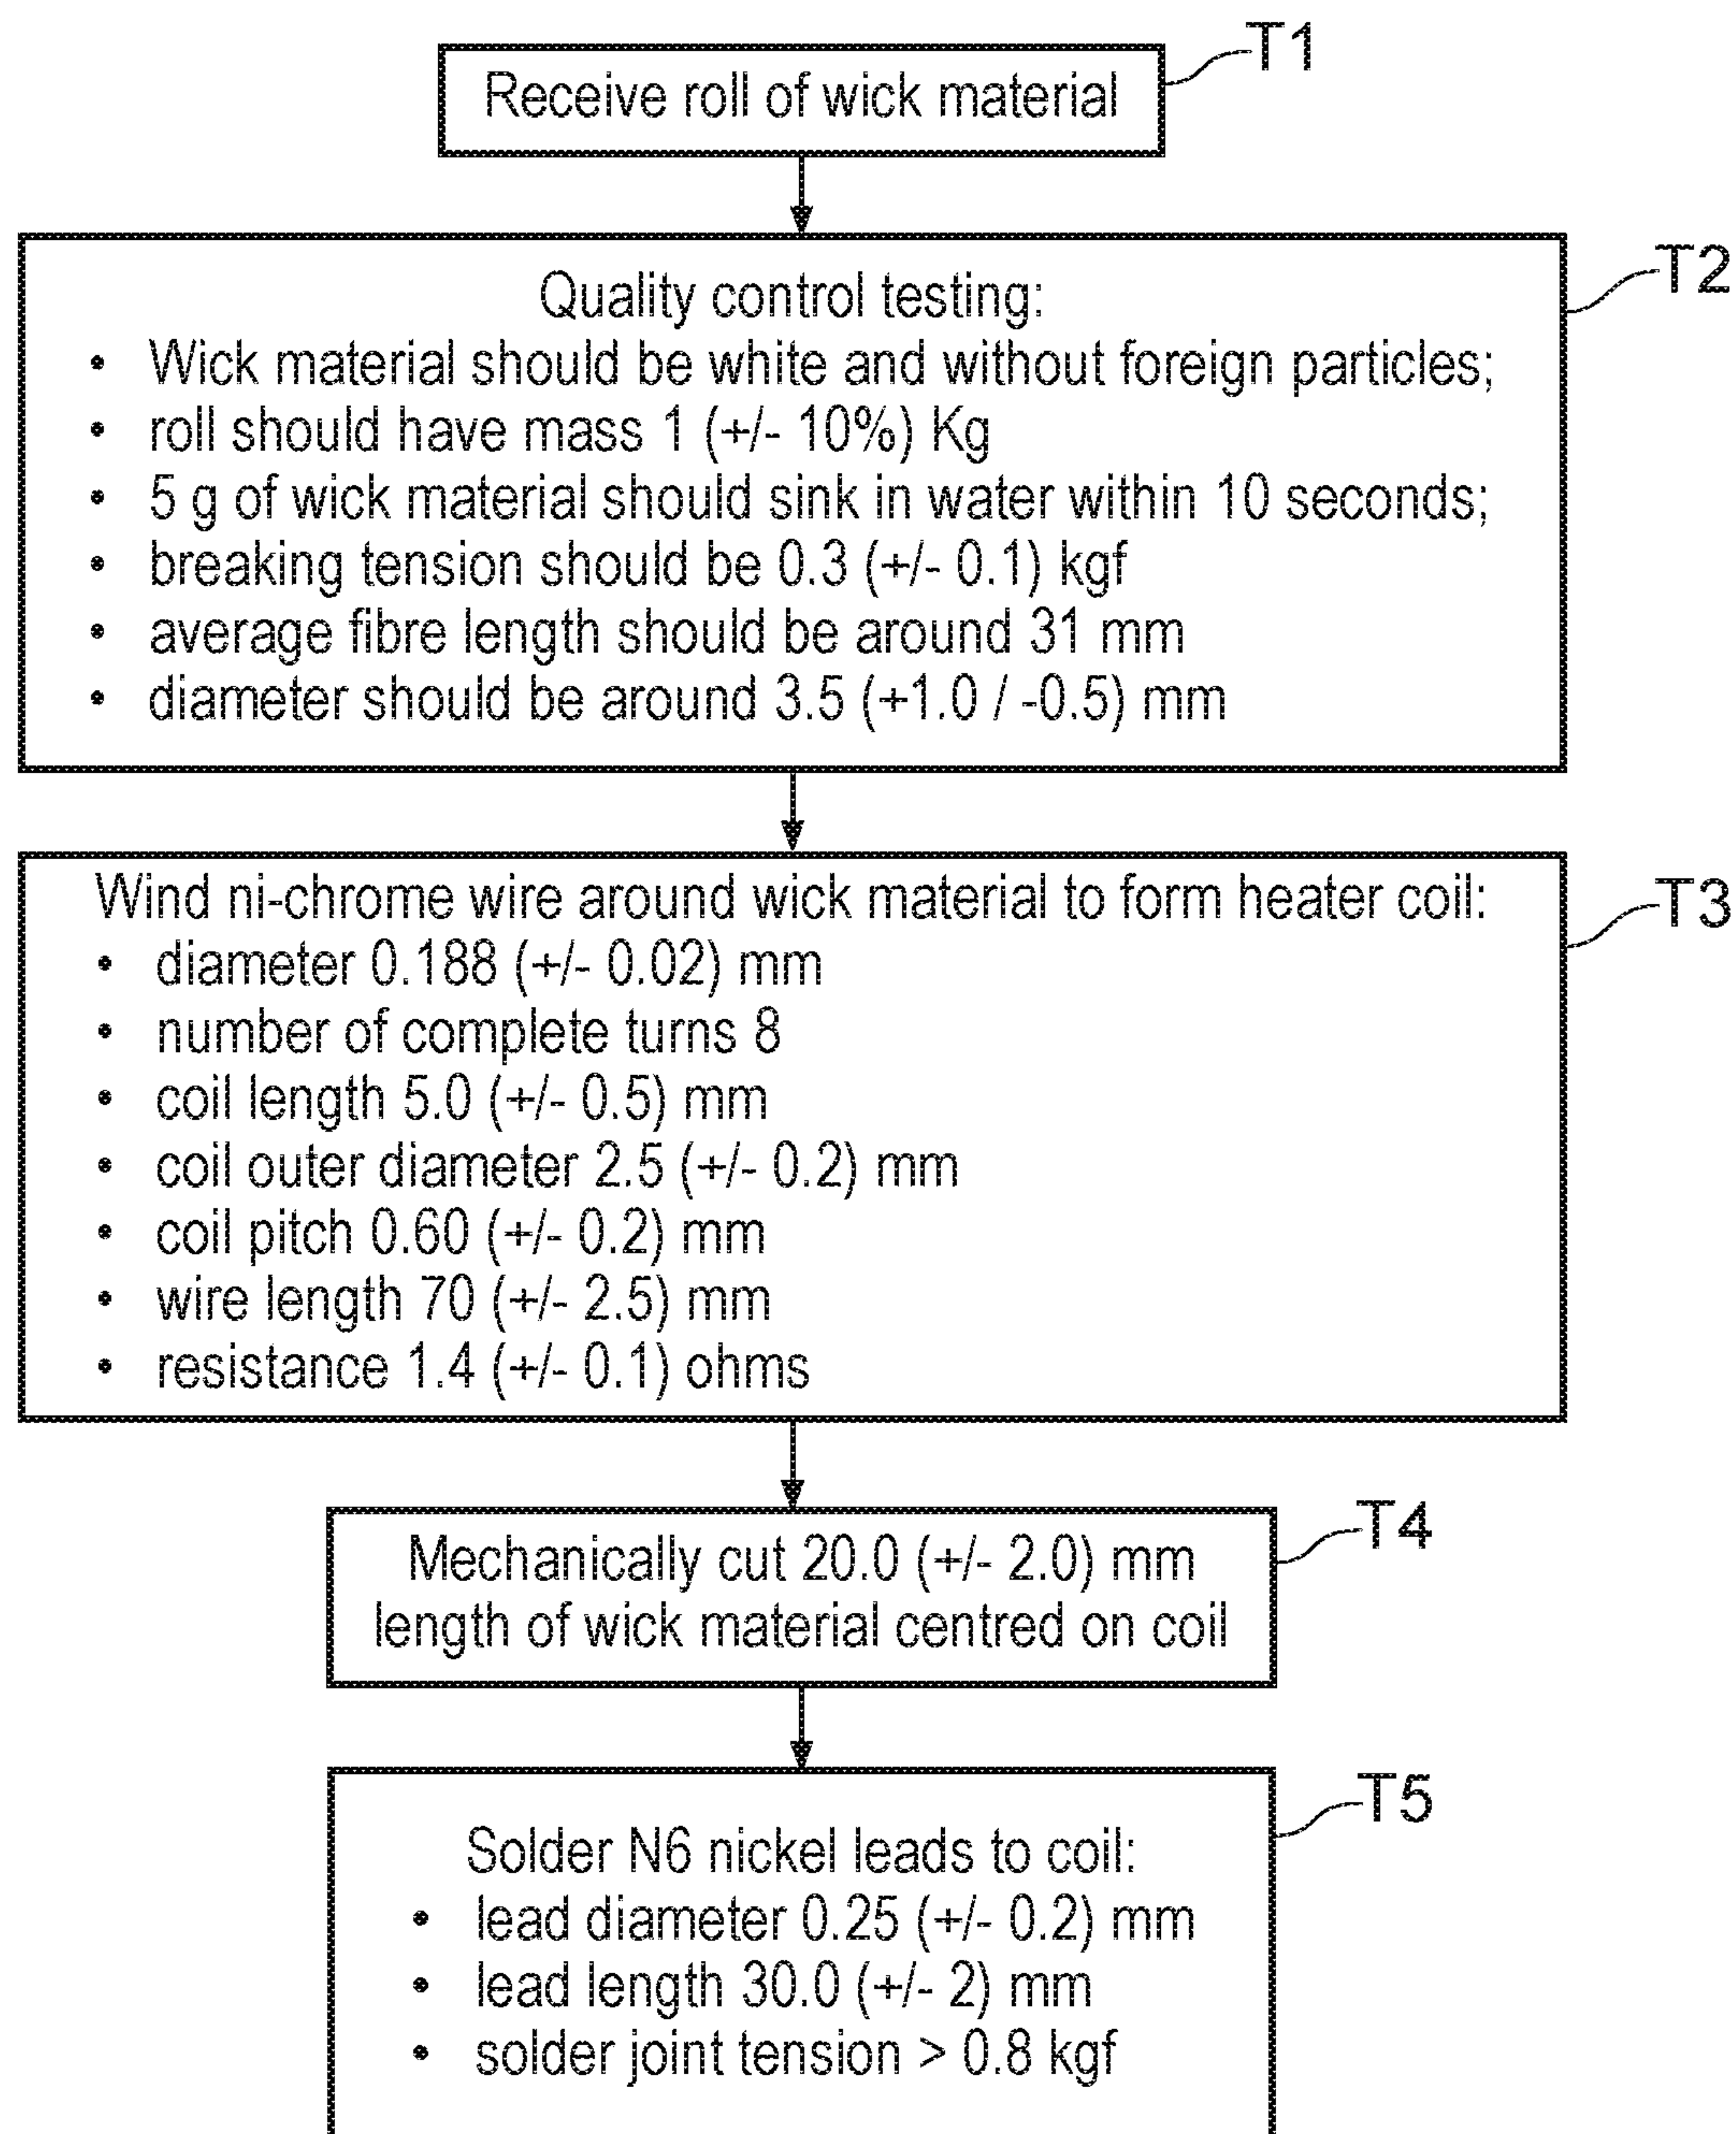 Receive roll of wick material
T1
Quality control testing:
T2
• Wick material should be white and without foreign particles;
• roll should have mass 1 (+/- 10%) Kg
• 5 g of wick material should sink in water within 10 seconds;
• breaking tension should be 0.3 (+/- 0.1) kgf
• average fibre length should be around 31 mm
• diameter should be around 3.5 (+1.0 / -0.5) mm
Wind ni-chrome wire around wick material to form heater coil:
T3
• diameter 0.188 (+/- 0.02) mm
• number of complete turns 8
• coil length 5.0 (+/- 0.5) mm
• coil outer diameter 2.5 (+/- 0.2) mm
• coil pitch 0.60 (+/- 0.2) mm
• wire length 70 (+/- 2.5) mm
• resistance 1.4 (+/- 0.1) ohms
Mechanically cut 20.0 (+/- 2.0) mm
T4
length of wick material centred on coil
Solder N6 nickel leads to coil:
T5
• lead diameter 0.25 (+/- 0.2) mm
• lead length 30.0 (+/- 2) mm
• solder joint tension > 0.8 kgf